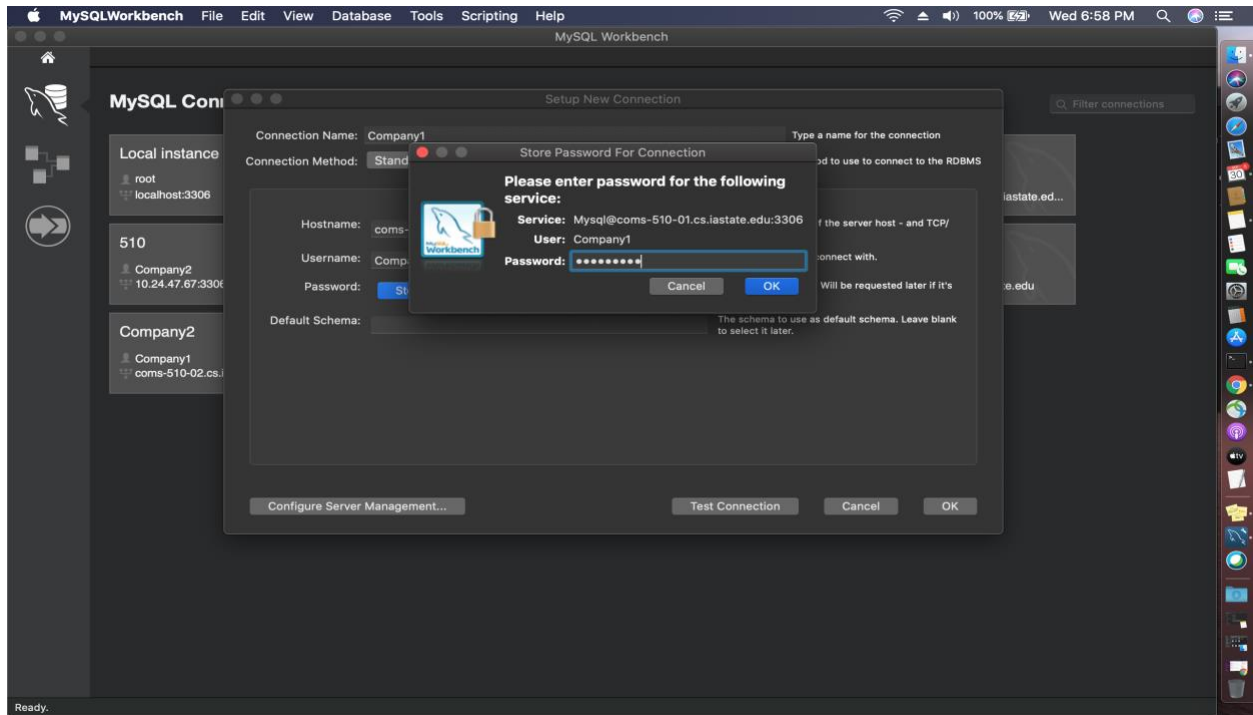 MySQLWorkbench File Edit View Database Tools Scripting Help 100% Wed 6:58 PM
MySQL Workbench
MySQL Conn
Filter connections
Setup New Connection
Connection Name: Company1 Type a name for the connection
Connection Method: Stand od to use to connect to the RDBMS
Store Password For Connection
Please enter password for the following
service:
Service: Mysql@coms-510-01.cs.iastate.edu:3306
User: Company1
Password: •••••••••
Cancel OK
Hostname: coms- f the server host - and TCP/
Username: Comp connect with.
Password: St Will be requested later if it's
Default Schema: The schema to use as default schema. Leave blank
to select it later.
Configure Server Management... Test Connection Cancel OK
Local instance
root
localhost:3306
iastate.ed...
510
Company2
10.24.47.67:3306
e.edu
Company2
Company1
coms-510-02.cs.i
30
tv
Workbench
Ready.